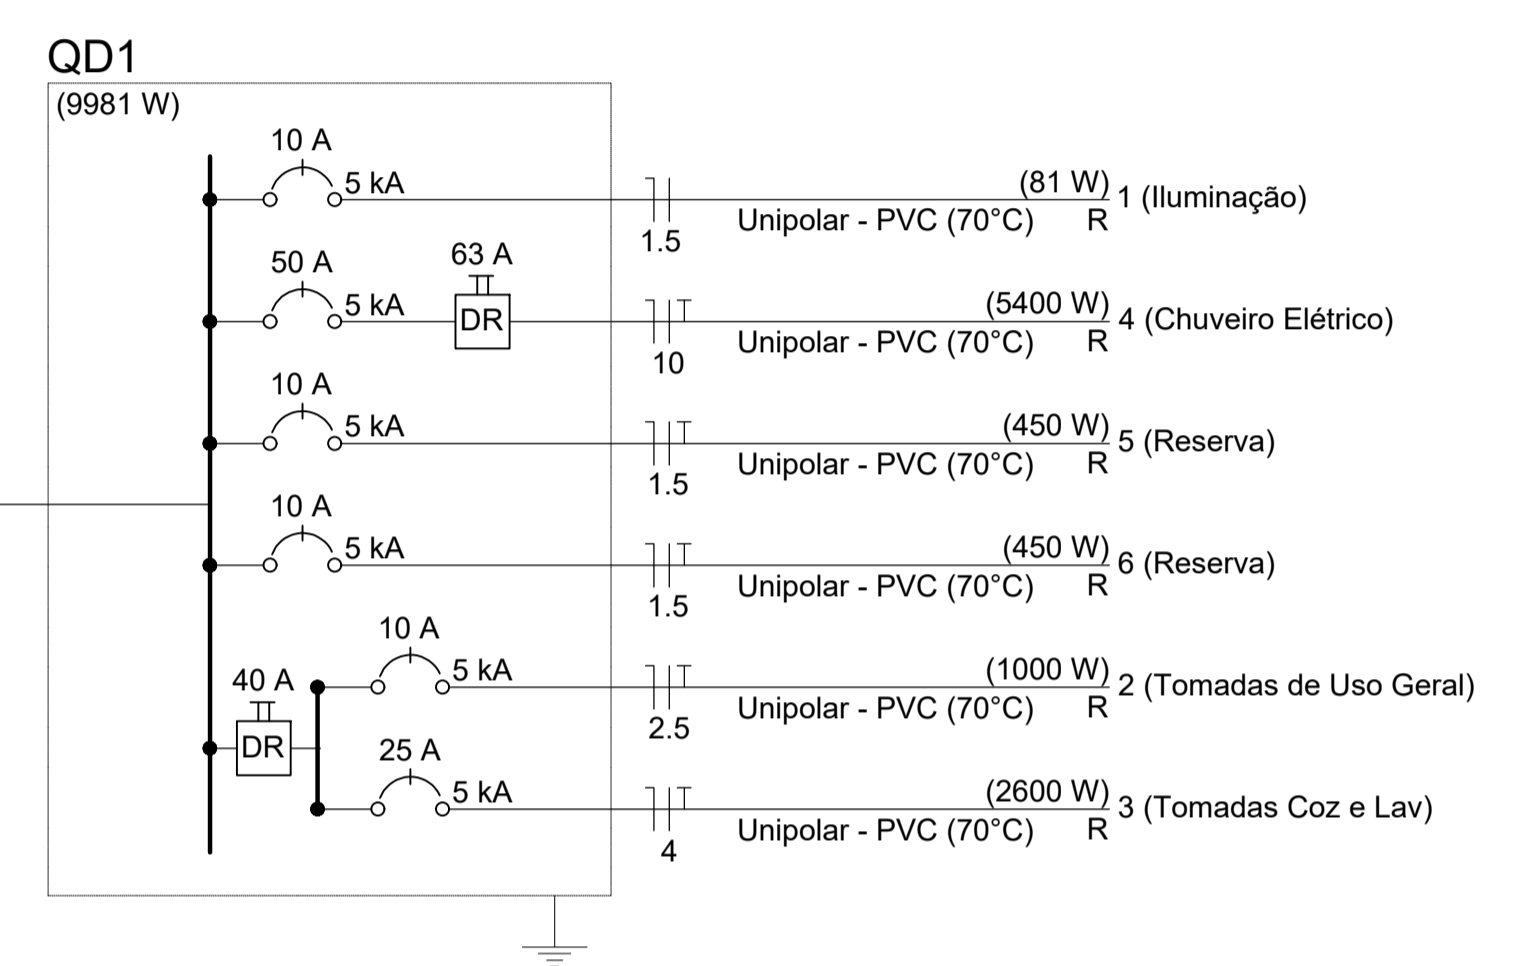 QD1
(9981 W)
10 A
5 kA
1.5
(81 W)
Unipolar - PVC (70°C)
R
1 (Iluminação)
50 A
5 kA
63 A
DR
10
(5400 W)
Unipolar - PVC (70°C)
R
4 (Chuveiro Elétrico)
10 A
5 kA
1.5
(450 W)
Unipolar - PVC (70°C)
R
5 (Reserva)
10 A
5 kA
1.5
(450 W)
Unipolar - PVC (70°C)
R
6 (Reserva)
40 A
DR
10 A
5 kA
2.5
(1000 W)
Unipolar - PVC (70°C)
R
2 (Tomadas de Uso Geral)
25 A
5 kA
4
(2600 W)
Unipolar - PVC (70°C)
R
3 (Tomadas Coz e Lav)